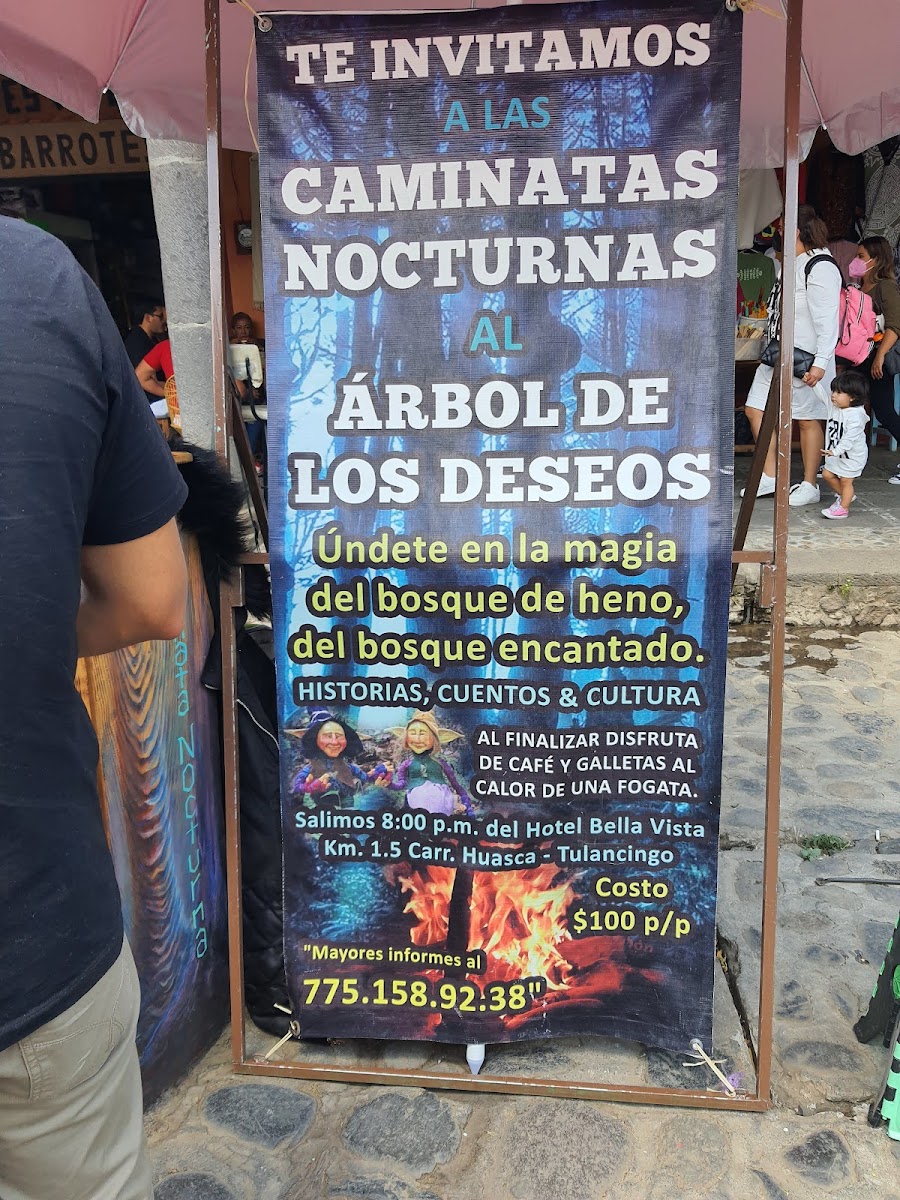 TE INVITAMOS
A LAS
CAMINATAS
NOCTURNAS
AL
ÁRBOL DE
LOS DESEOS
Úndete en la magia
del bosque de heno,
del bosque encantado.
HISTORIAS, CUENTOS & CULTURA
AL FINALIZAR DISFRUTA
DE CAFÉ Y GALLETAS AL
CALOR DE UNA FOGATA.
Salimos 8:00 p.m. del Hotel Bella Vista
Km. 1.5 Carr. Huasca - Tulancingo
Costo
$100 p/p
"Mayores informes al
775.158.92.38"
BARROTES
Nocturna